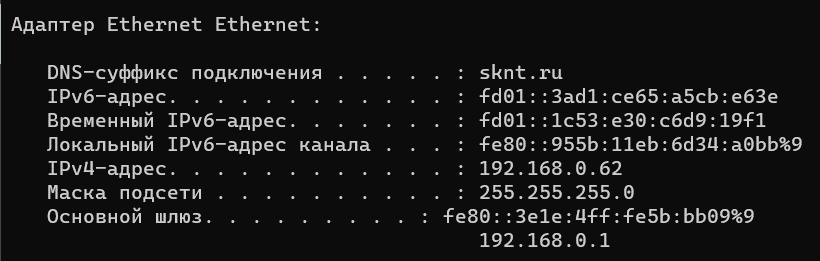 Адаптер Ethernet Ethernet:
DNS-суффикс подключения . . . . . : sknt.ru
IPv6-адрес. . . . . . . . . . . . : fd01::3ad1:ce65:a5cb:e63e
Временный IPv6-адрес. . . . . . . : fd01::1c53:e30:c6d9:19f1
Локальный IPv6-адрес канала . . . : fe80::955b:11eb:6d34:a0bb%9
IPv4-адрес. . . . . . . . . . . . : 192.168.0.62
Маска подсети . . . . . . . . . . : 255.255.255.0
Основной шлюз. . . . . . . . . : fe80::3e1e:4ff:fe5b:bb09%9
192.168.0.1